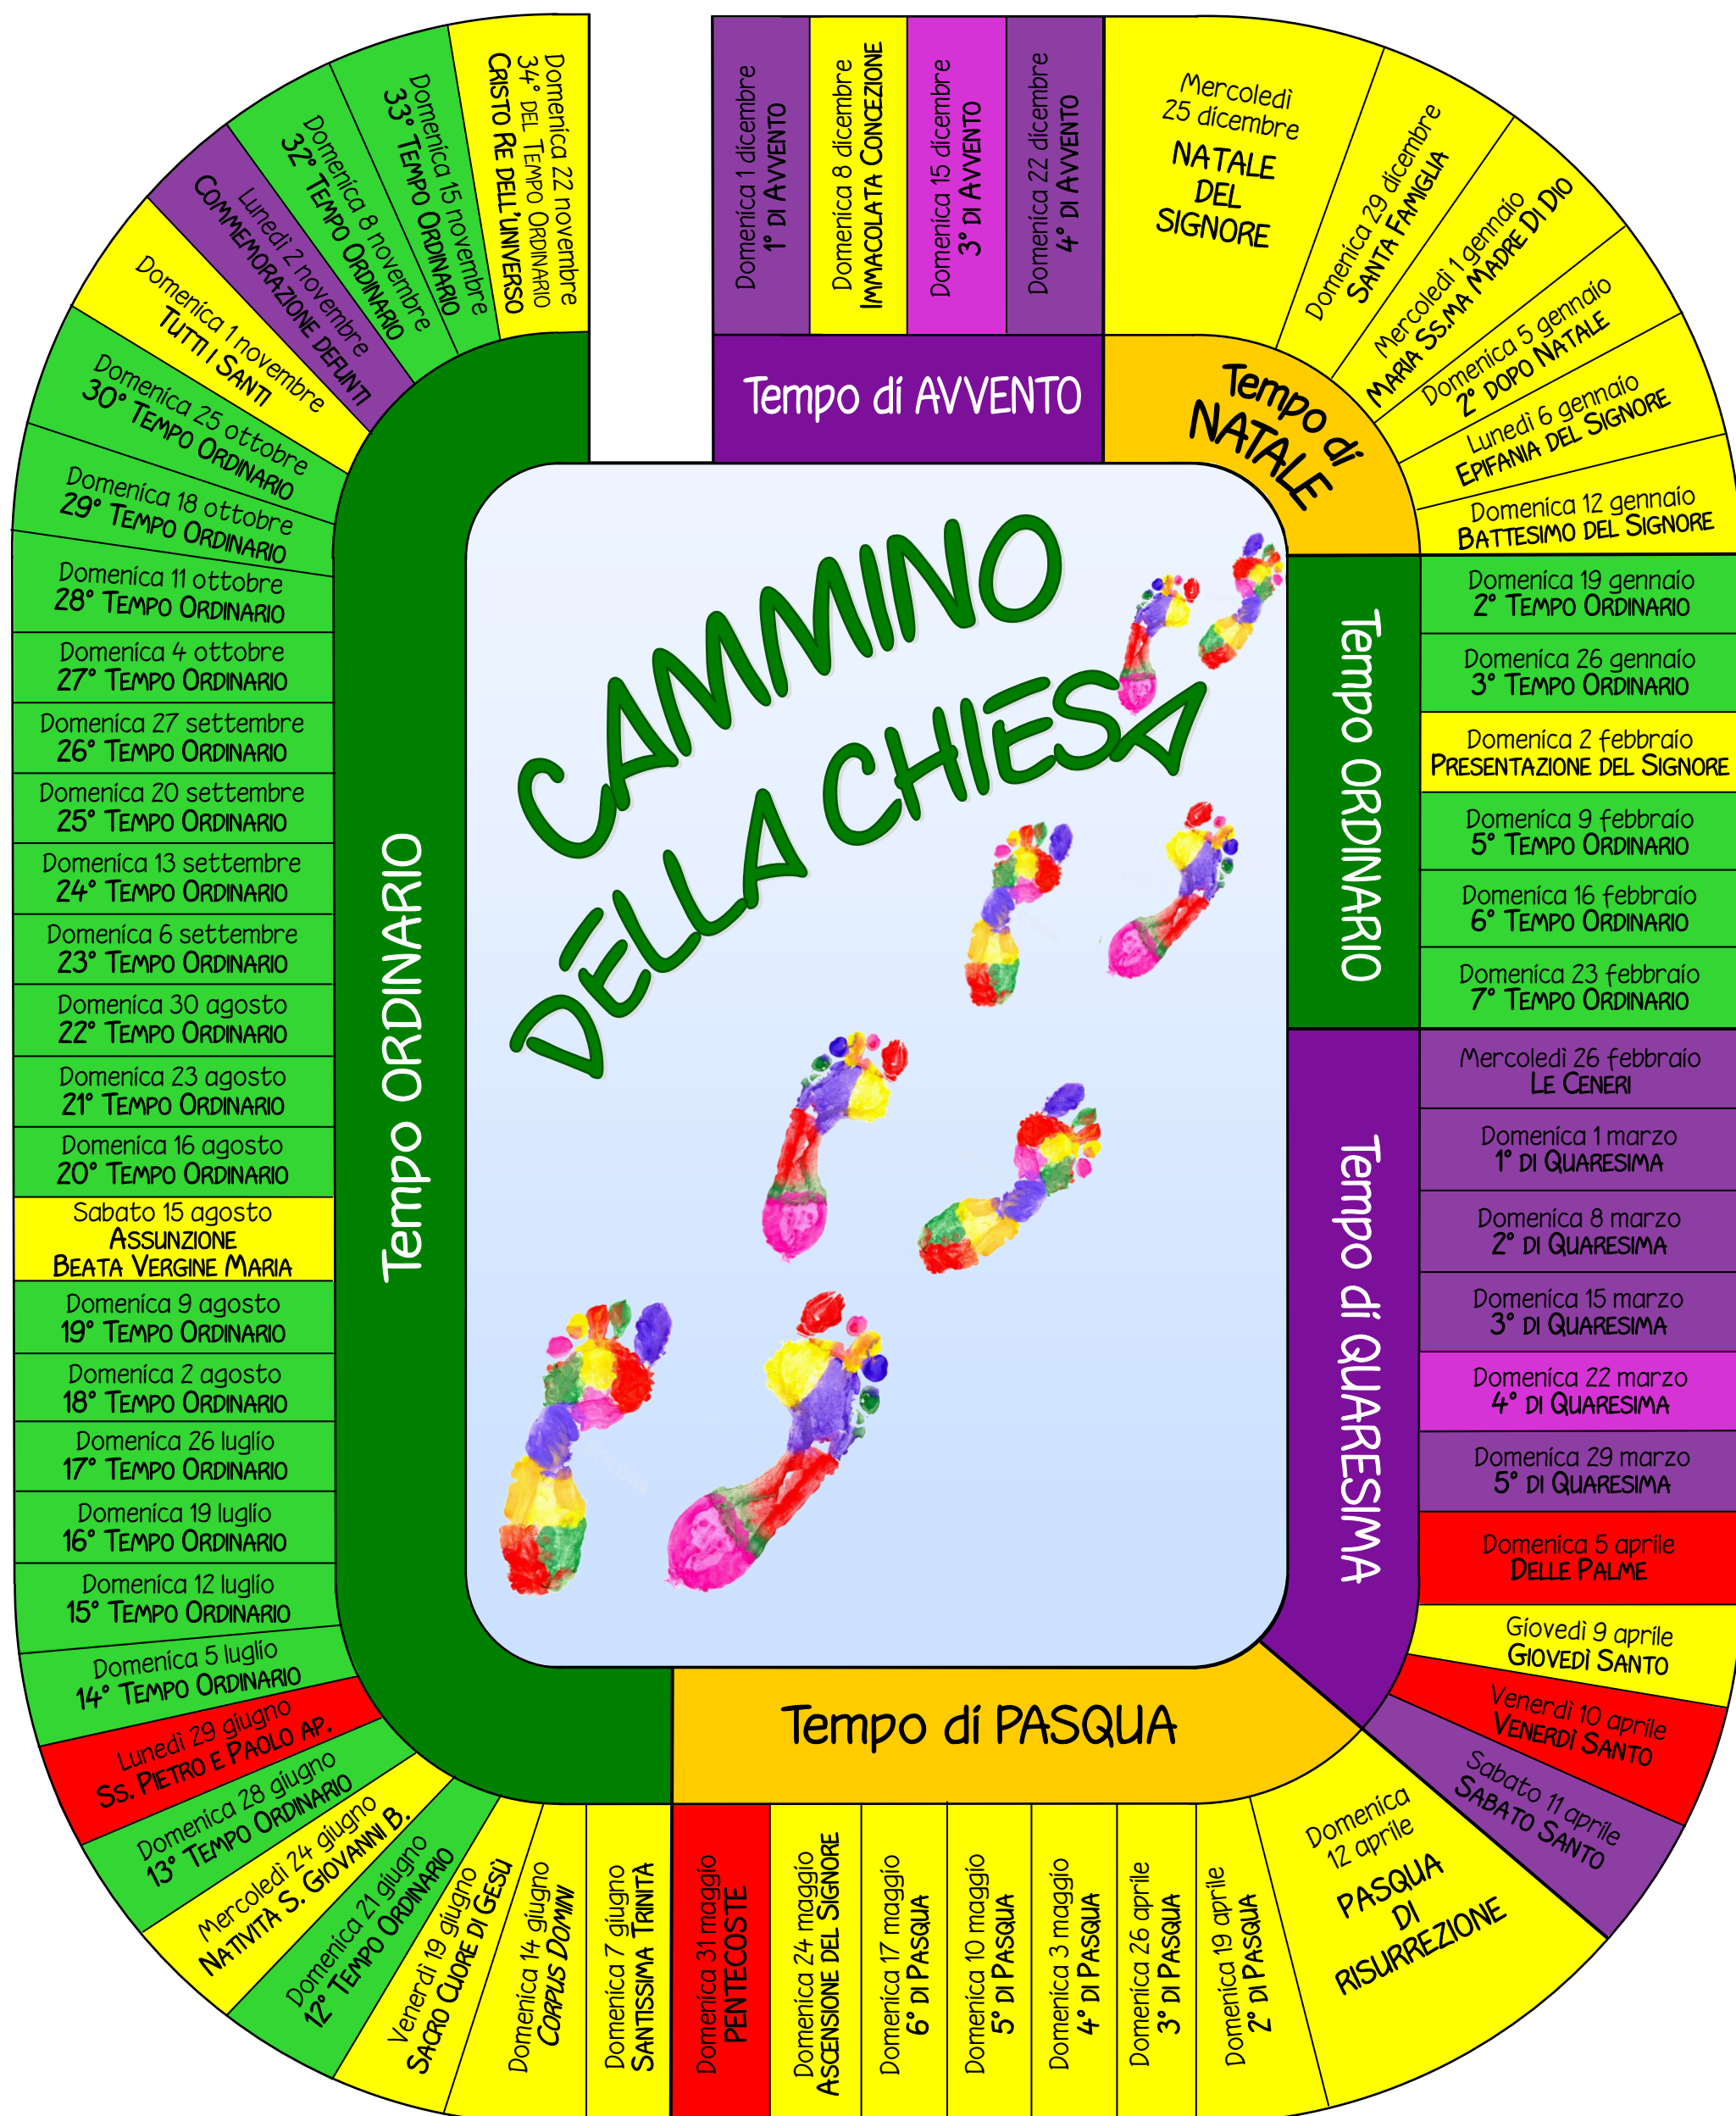 CAMMINO
DELLA CHIESA
Tempo di AVVENTO
Domenica 1 dicembre
1° DI AVVENTO
Domenica 8 dicembre
IMMACOLATA CONCEZIONE
Domenica 15 dicembre
3° DI AVVENTO
Domenica 22 dicembre
4° DI AVVENTO
Tempo di
NATALE
Mercoledì
25 dicembre
NATALE
DEL
SIGNORE
Domenica 29 dicembre
SANTA FAMIGLIA
Mercoledì 1 gennaio
MARIA SS.MA MADRE DI DIO
Domenica 5 gennaio
2° DOPO NATALE
Lunedì 6 gennaio
EPIFANIA DEL SIGNORE
Domenica 12 gennaio
BATTESIMO DEL SIGNORE
Tempo ORDINARIO
Domenica 19 gennaio
2° TEMPO ORDINARIO
Domenica 26 gennaio
3° TEMPO ORDINARIO
Domenica 2 febbraio
PRESENTAZIONE DEL SIGNORE
Domenica 9 febbraio
5° TEMPO ORDINARIO
Domenica 16 febbraio
6° TEMPO ORDINARIO
Domenica 23 febbraio
7° TEMPO ORDINARIO
Tempo di QUARESIMA
Mercoledì 26 febbraio
LE CENERI
Domenica 1 marzo
1° DI QUARESIMA
Domenica 8 marzo
2° DI QUARESIMA
Domenica 15 marzo
3° DI QUARESIMA
Domenica 22 marzo
4° DI QUARESIMA
Domenica 29 marzo
5° DI QUARESIMA
Domenica 5 aprile
DELLE PALME
Giovedì 9 aprile
GIOVEDÌ SANTO
Venerdì 10 aprile
VENERDÌ SANTO
Sabato 11 aprile
SABATO SANTO
Tempo di PASQUA
Domenica
12 aprile
PASQUA
DI
RISURREZIONE
Domenica 19 aprile
2° DI PASQUA
Domenica 26 aprile
3° DI PASQUA
Domenica 3 maggio
4° DI PASQUA
Domenica 10 maggio
5° DI PASQUA
Domenica 17 maggio
6° DI PASQUA
Domenica 24 maggio
ASCENSIONE DEL SIGNORE
Domenica 31 maggio
PENTECOSTE
Tempo ORDINARIO
Domenica 7 giugno
SANTISSIMA TRINITÀ
Domenica 14 giugno
CORPUS DOMINI
Venerdì 19 giugno
SACRO CUORE DI GESÙ
Domenica 21 giugno
12° TEMPO ORDINARIO
Mercoledì 24 giugno
NATIVITÀ S. GIOVANNI B.
Domenica 28 giugno
13° TEMPO ORDINARIO
Lunedì 29 giugno
SS. PIETRO E PAOLO AP.
Domenica 5 luglio
14° TEMPO ORDINARIO
Domenica 12 luglio
15° TEMPO ORDINARIO
Domenica 19 luglio
16° TEMPO ORDINARIO
Domenica 26 luglio
17° TEMPO ORDINARIO
Domenica 2 agosto
18° TEMPO ORDINARIO
Domenica 9 agosto
19° TEMPO ORDINARIO
Sabato 15 agosto
ASSUNZIONE
BEATA VERGINE MARIA
Domenica 16 agosto
20° TEMPO ORDINARIO
Domenica 23 agosto
21° TEMPO ORDINARIO
Domenica 30 agosto
22° TEMPO ORDINARIO
Domenica 6 settembre
23° TEMPO ORDINARIO
Domenica 13 settembre
24° TEMPO ORDINARIO
Domenica 20 settembre
25° TEMPO ORDINARIO
Domenica 27 settembre
26° TEMPO ORDINARIO
Domenica 4 ottobre
27° TEMPO ORDINARIO
Domenica 11 ottobre
28° TEMPO ORDINARIO
Domenica 18 ottobre
29° TEMPO ORDINARIO
Domenica 25 ottobre
30° TEMPO ORDINARIO
Domenica 1 novembre
TUTTI I SANTI
Lunedì 2 novembre
COMMEMORAZIONE DEFUNTI
Domenica 8 novembre
32° TEMPO ORDINARIO
Domenica 15 novembre
33° TEMPO ORDINARIO
Domenica 22 novembre
34° DEL TEMPO ORDINARIO
CRISTO RE DELL'UNIVERSO